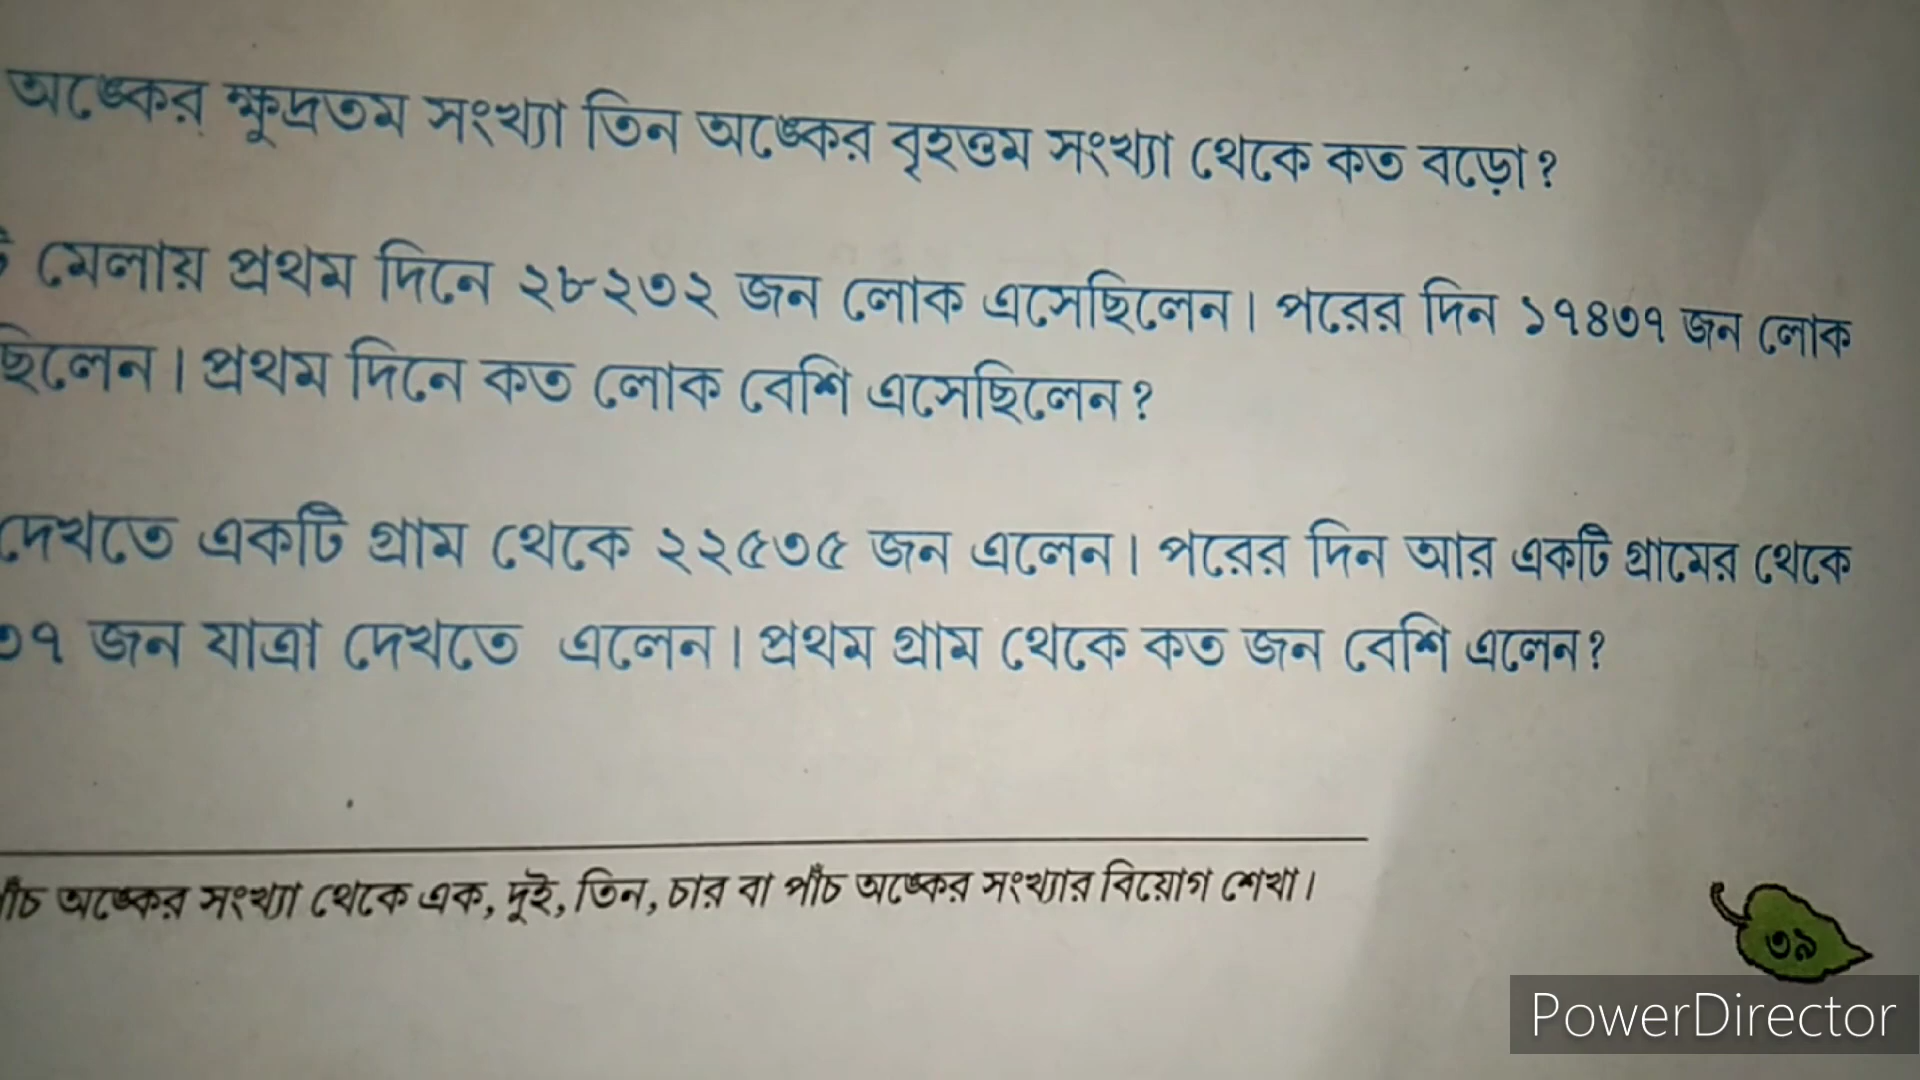 অঙ্কের ক্ষুদ্রতম সংখ্যা তিন অঙ্কের বৃহত্তম সংখ্যা থেকে কত বড়ো?
মেলায় প্রথম দিনে ২৮২৩২ জন লোক এসেছিলেন। পরের দিন ১৭৪৩৭ জন লোক
ছিলেন। প্রথম দিনে কত লোক বেশি এসেছিলেন?
দেখতে একটি গ্রাম থেকে ২২৫৩৫ জন এলেন। পরের দিন আর একটি গ্রামের থেকে
৩৭ জন যাত্রা দেখতে এলেন। প্রথম গ্রাম থেকে কত জন বেশি এলেন?
পাঁচ অঙ্কের সংখ্যা থেকে এক, দুই, তিন, চার বা পাঁচ অঙ্কের সংখ্যার বিয়োগ শেখা।
৩৯
PowerDirector